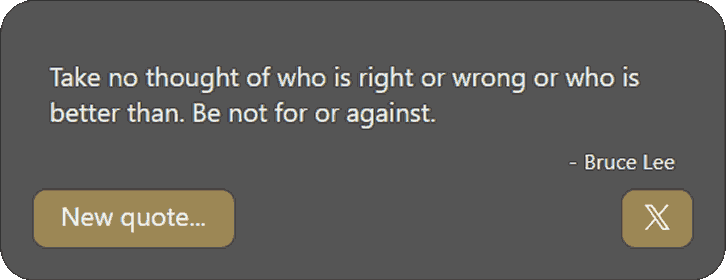 Take no thought of who is right or wrong or who is
better than. Be not for or against.
- Bruce Lee
New quote...
𝕏